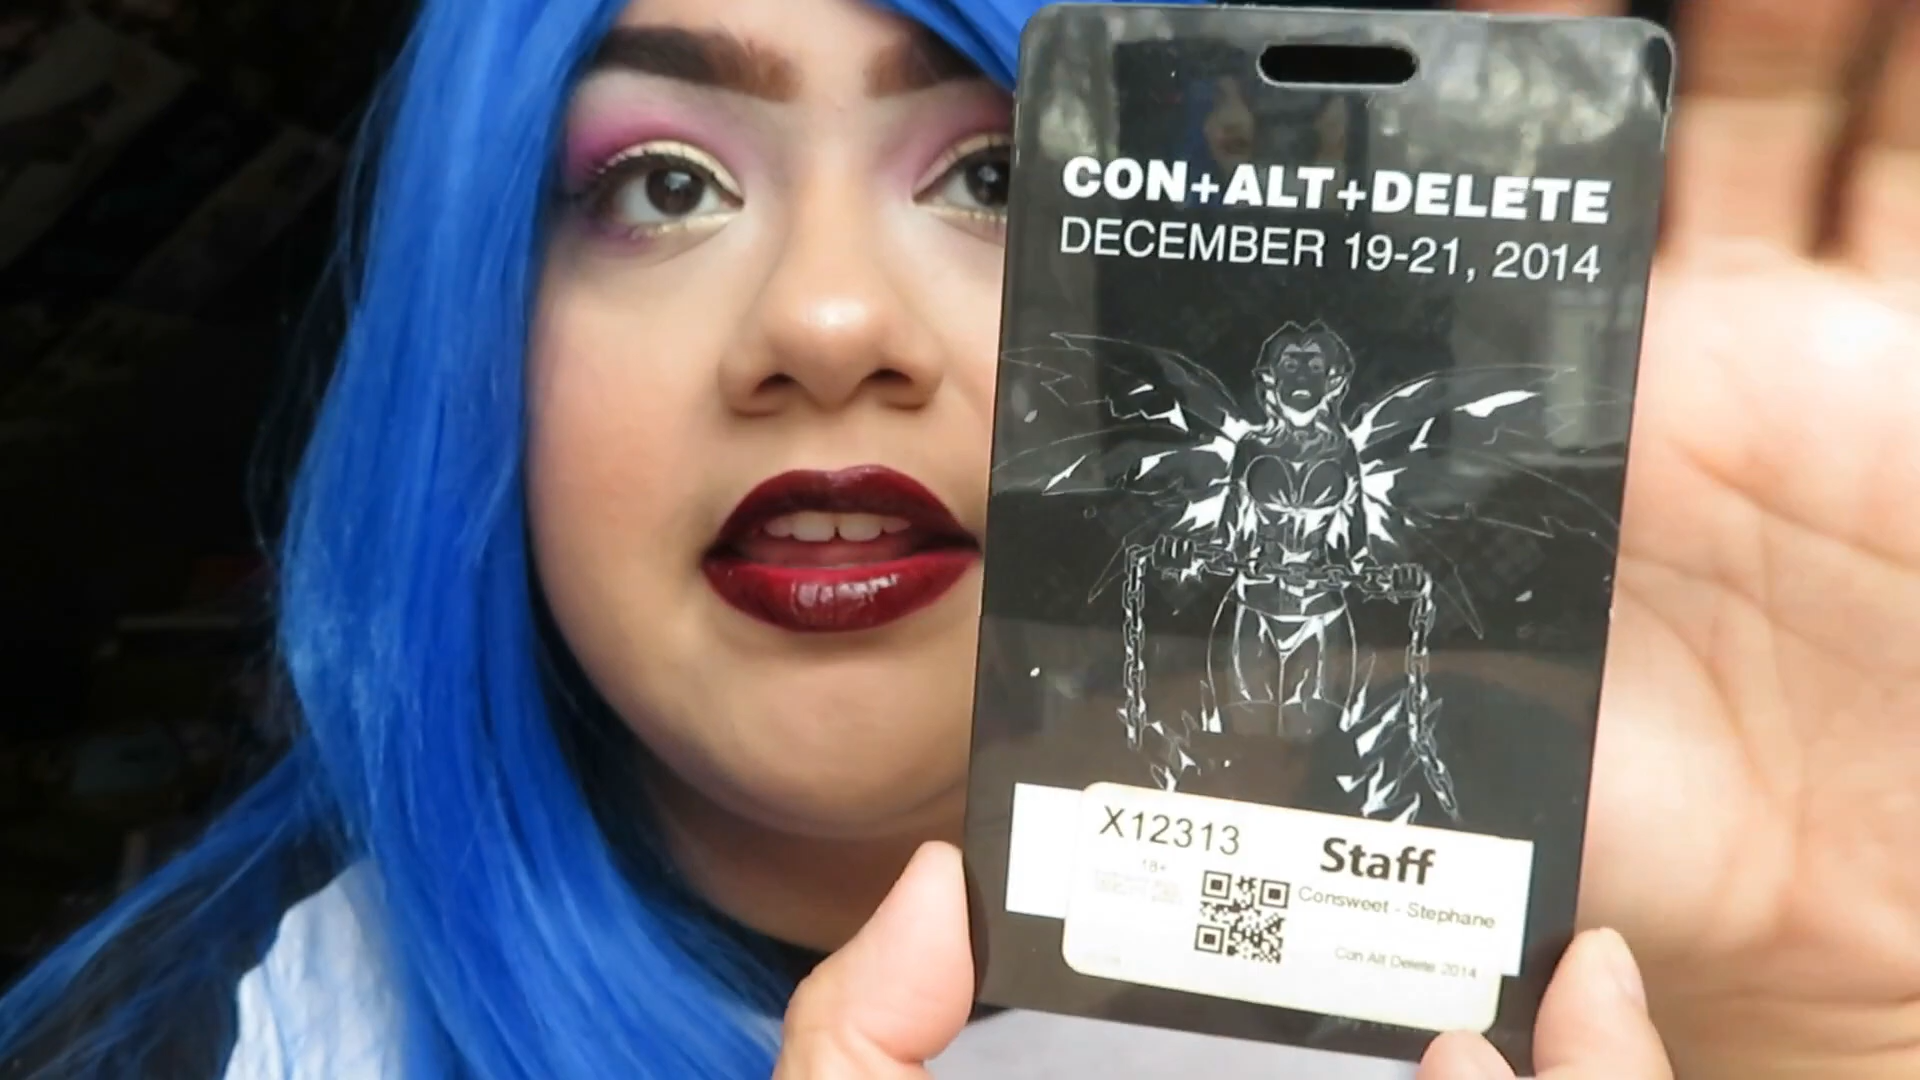 CON+ALT+DELETE
DECEMBER 19-21, 2014
X12313
Staff
18+
Consweet - Stephane
Con Alt Delete 2014